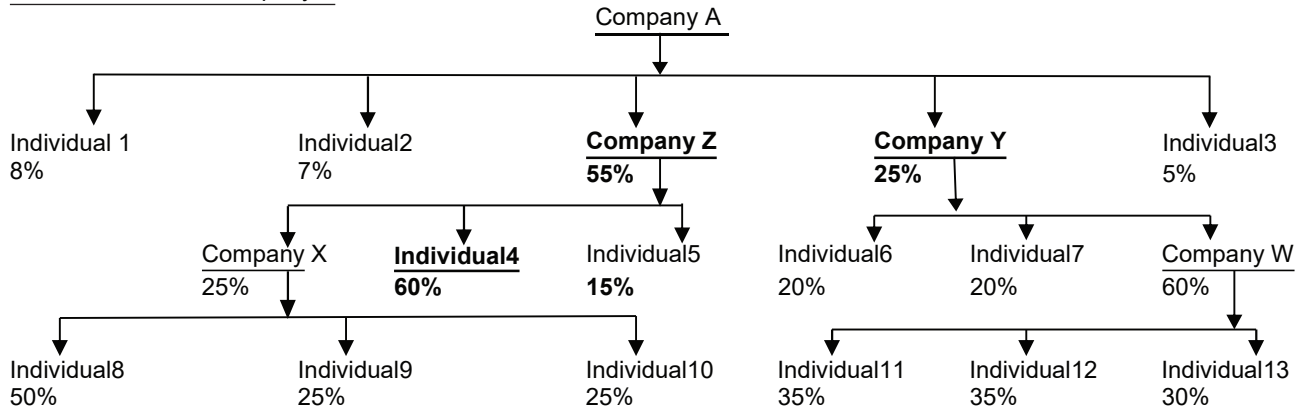 Company A
Individual 1 Individual2 Company Z Company Y Individual3
8% 7% 55% 25% 5%
Company X Individual4 Individual5 Individual6 Individual7 Company W
25% 60% 15% 20% 20% 60%
Individual8 Individual9 Individual10 Individual11 Individual12 Individual13
50% 25% 25% 35% 35% 30%